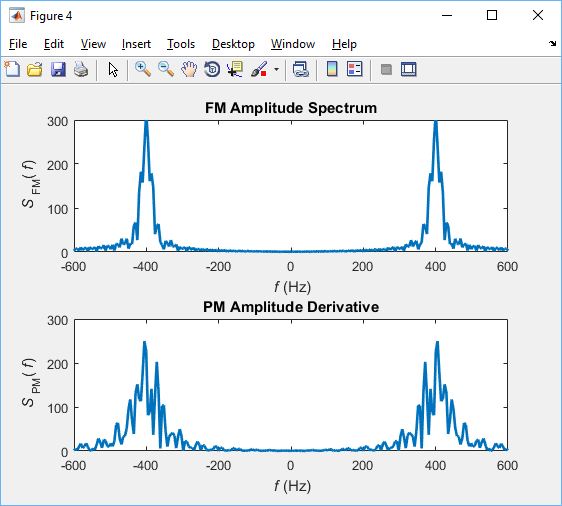 Figure 4
File Edit View Insert Tools Desktop Window Help
FM Amplitude Spectrum
300
200
100
0
S FM ( f)
-600 -400 -200 0 200 400 600
f (Hz)
PM Amplitude Derivative
300
200
100
0
S PM ( f)
-600 -400 -200 0 200 400 600
f (Hz)